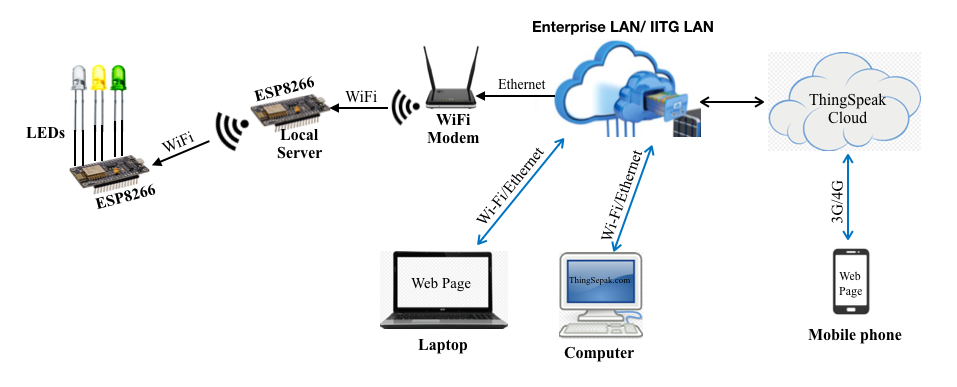 Enterprise LAN/ IITG LAN
LEDs
WiFi
ESP8266
ESP8266
Local
Server
WiFi
WiFi
Modem
Ethernet
ThingSpeak
Cloud
Wi-Fi/Ethernet
Wi-Fi/Ethernet
3G/4G
Web Page
Laptop
ThingSepak.com
Computer
Web
Page
Mobile phone